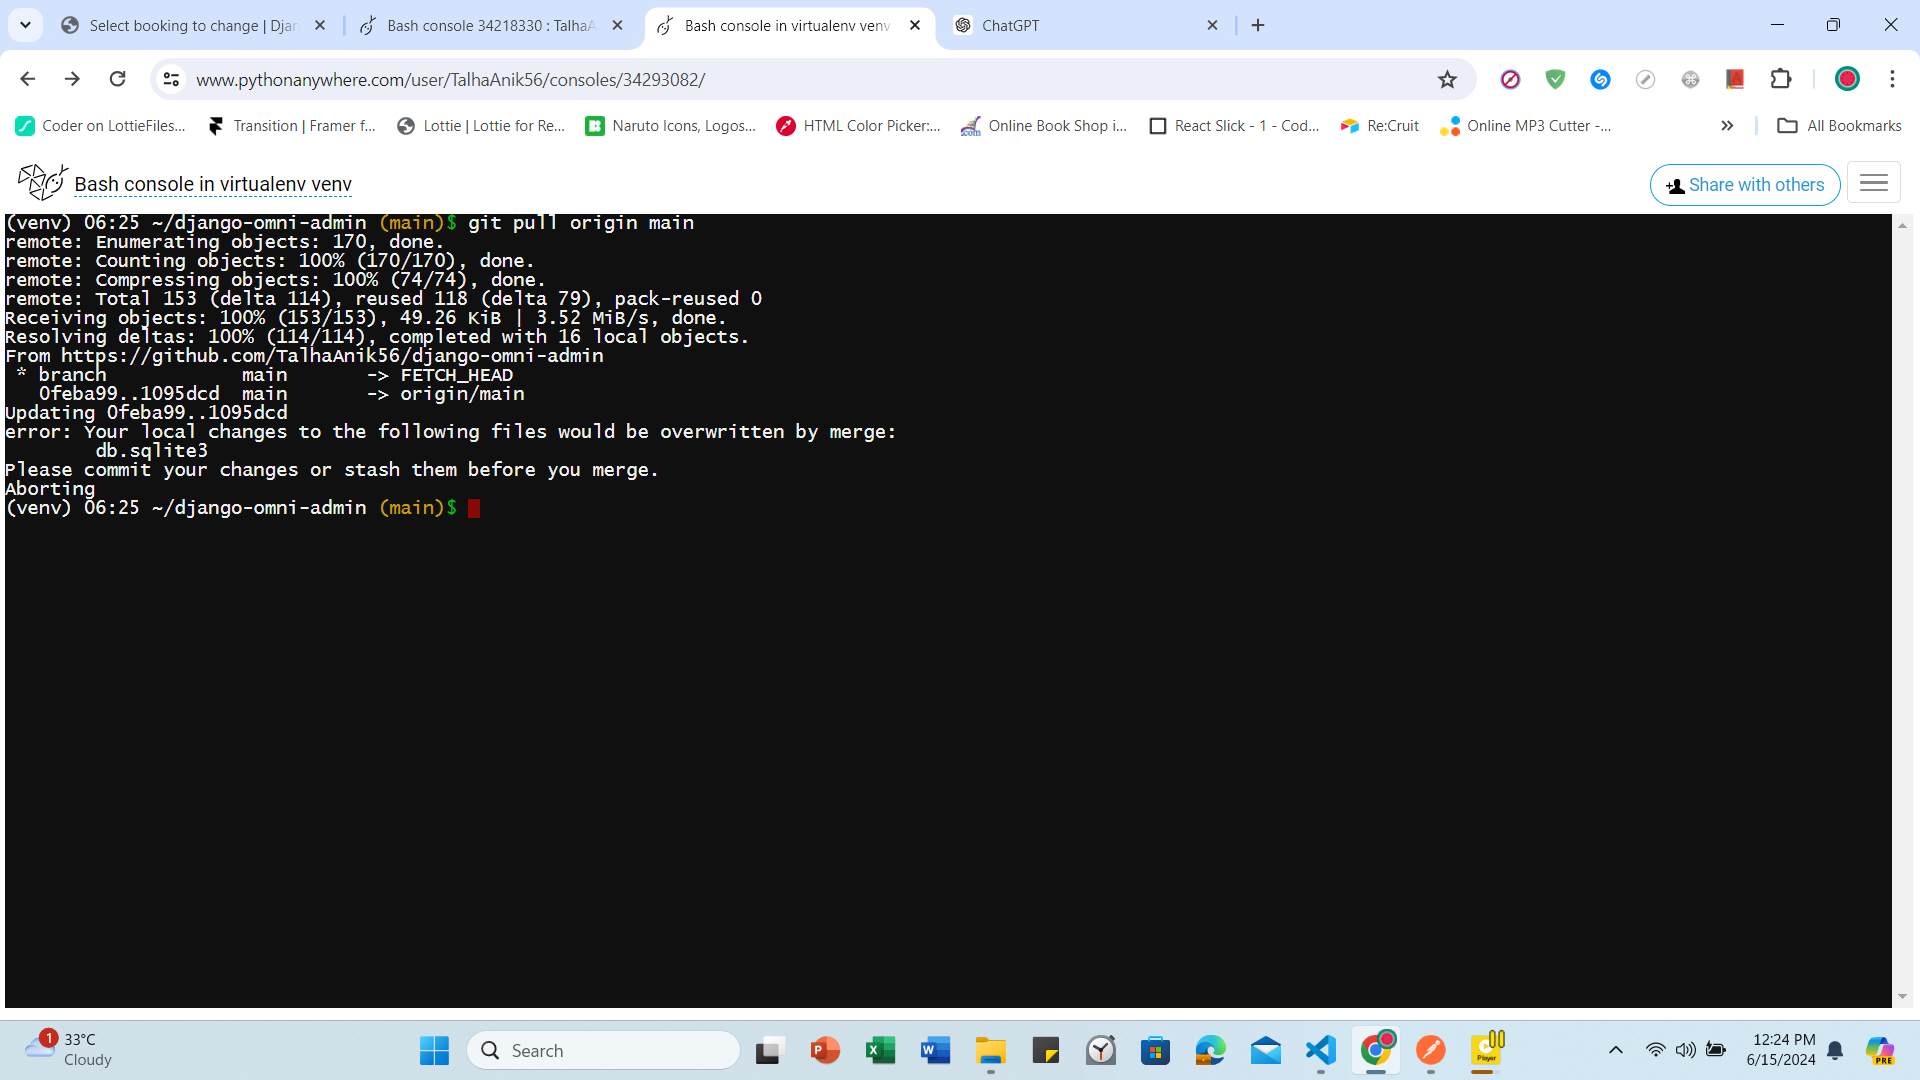 Select booking to change | Djan
Bash console 34218330 : TalhaA
Bash console in virtualenv venv
ChatGPT
www.pythonanywhere.com/user/TalhaAnik56/consoles/34293082/
Coder on LottieFiles...
Transition | Framer f...
Lottie | Lottie for Re...
Naruto Icons, Logos...
HTML Color Picker:...
Online Book Shop i...
React Slick - 1 - Cod...
Re:Cruit
Online MP3 Cutter -...
All Bookmarks
Bash console in virtualenv venv
Share with others
(venv) 06:25 ~/django-omni-admin (main)$ git pull origin main
remote: Enumerating objects: 170, done.
remote: Counting objects: 100% (170/170), done.
remote: Compressing objects: 100% (74/74), done.
remote: Total 153 (delta 114), reused 118 (delta 79), pack-reused 0
Receiving objects: 100% (153/153), 49.26 KiB | 3.52 MiB/s, done.
Resolving deltas: 100% (114/114), completed with 16 local objects.
From https://github.com/TalhaAnik56/django-omni-admin
 * branch            main       -> FETCH_HEAD
   0feba99..1095dcd  main       -> origin/main
Updating 0feba99..1095dcd
error: Your local changes to the following files would be overwritten by merge:
        db.sqlite3
Please commit your changes or stash them before you merge.
Aborting
(venv) 06:25 ~/django-omni-admin (main)$
1
33°C
Cloudy
Search
Player
12:24 PM
6/15/2024
PRE